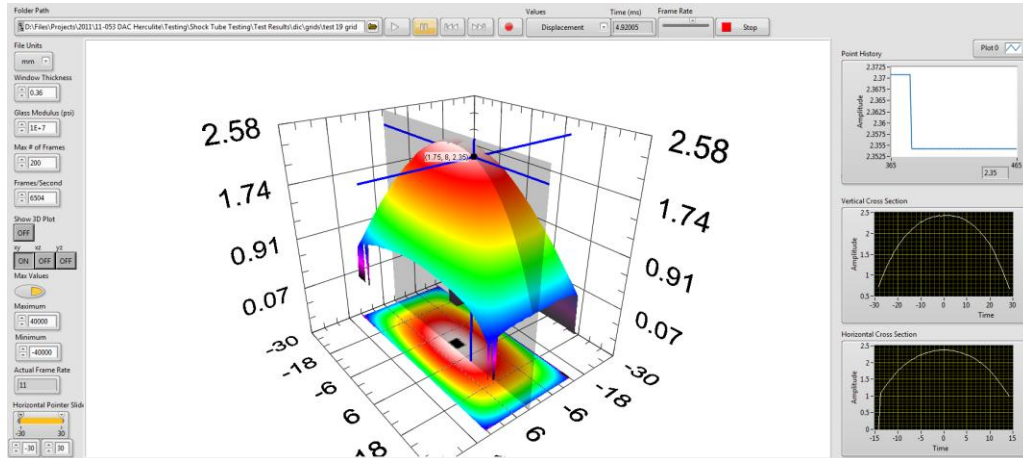 Folder Path
D:\Files\Projects\2011\11-053 DAC Herculite\Testing\Shock Tube Testing\Test Results\dic\grids\test 19 grid
Values
Displacement
Time (ms)
4.92005
Frame Rate
Stop
File Units
mm
Window Thickness
0.36
Glass Modulus (psi)
1E+7
Max # of Frames
200
Frames/Second
6504
Show 3D Plot
OFF
xy xz yz
ON OFF OFF
Max Values
Maximum
40000
Minimum
-40000
Actual Frame Rate
11
Horizontal Pointer Slide
-30 30
-30 30
2.58
1.74
0.91
0.07
-30
-18
-6
6
18
(1.75, 8, 2.35)
2.58
1.74
0.91
0.07
-30
-18
-6
6
Plot 0
Point History
Amplitude
2.3725
2.37
2.3675
2.365
2.3625
2.36
2.3575
2.355
2.3525
365 465
2.35
Vertical Cross Section
Amplitude
2.5
2
1.5
1
0.5
-30 -20 -10 0 10 20 30
Time
Horizontal Cross Section
Amplitude
2.5
2
1.5
1
0.5
0
-15 -10 -5 0 5 10 15
Time